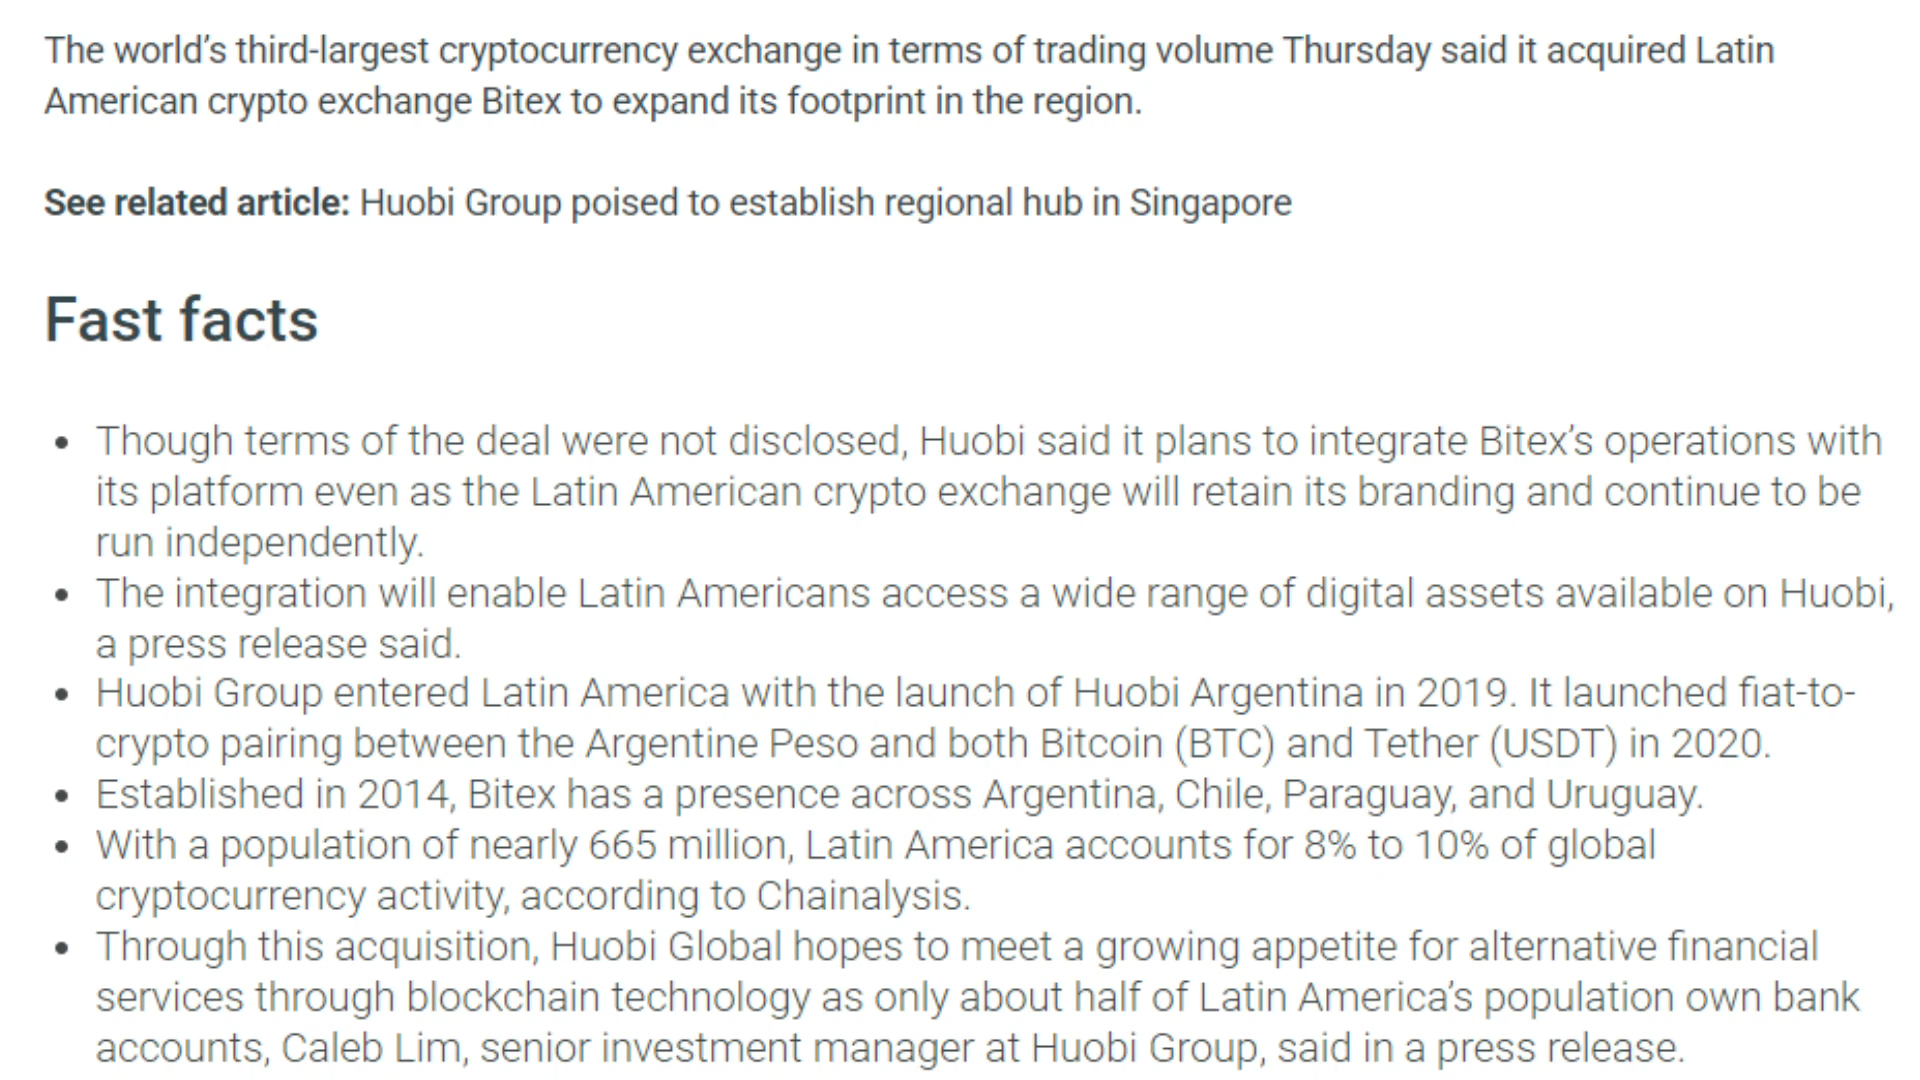 The world’s third-largest cryptocurrency exchange in terms of trading volume Thursday said it acquired Latin
American crypto exchange Bitex to expand its footprint in the region.
See related article: Huobi Group poised to establish regional hub in Singapore
Fast facts
• Though terms of the deal were not disclosed, Huobi said it plans to integrate Bitex’s operations with
its platform even as the Latin American crypto exchange will retain its branding and continue to be
run independently.
• The integration will enable Latin Americans access a wide range of digital assets available on Huobi,
a press release said.
• Huobi Group entered Latin America with the launch of Huobi Argentina in 2019. It launched fiat-to-
crypto pairing between the Argentine Peso and both Bitcoin (BTC) and Tether (USDT) in 2020.
• Established in 2014, Bitex has a presence across Argentina, Chile, Paraguay, and Uruguay.
• With a population of nearly 665 million, Latin America accounts for 8% to 10% of global
cryptocurrency activity, according to Chainalysis.
• Through this acquisition, Huobi Global hopes to meet a growing appetite for alternative financial
services through blockchain technology as only about half of Latin America’s population own bank
accounts, Caleb Lim, senior investment manager at Huobi Group, said in a press release.